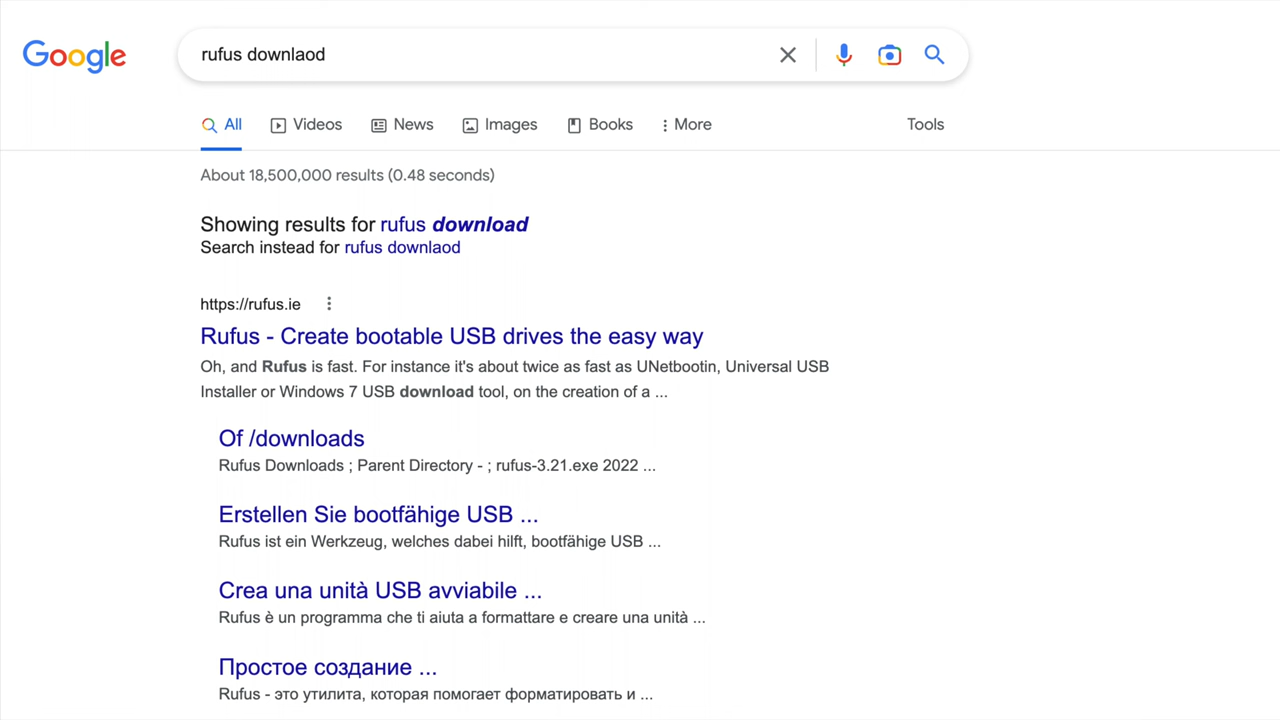 Google
rufus downlaod
All Videos News Images Books More Tools
About 18,500,000 results (0.48 seconds)
Showing results for rufus download
Search instead for rufus downlaod
https://rufus.ie
Rufus - Create bootable USB drives the easy way
Oh, and Rufus is fast. For instance it's about twice as fast as UNetbootin, Universal USB
Installer or Windows 7 USB download tool, on the creation of a ...
Of /downloads
Rufus Downloads ; Parent Directory - ; rufus-3.21.exe 2022 ...
Erstellen Sie bootfähige USB ...
Rufus ist ein Werkzeug, welches dabei hilft, bootfähige USB ...
Crea una unità USB avviabile ...
Rufus è un programma che ti aiuta a formattare e creare una unità ...
Простое создание ...
Rufus - это утилита, которая помогает форматировать и ...